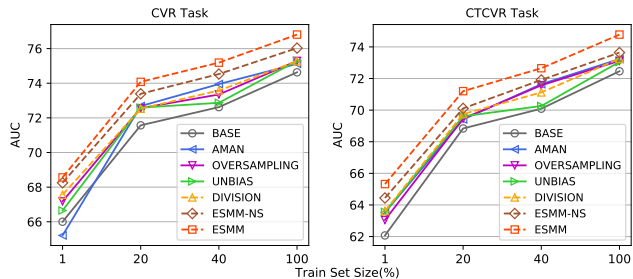 CVR Task
AUC
76
74
72
70
68
66
BASE
AMAN
OVERSAMPLING
UNBIAS
DIVISION
ESMM-NS
ESMM
1
20
40
100
CTCVR Task
AUC
74
72
70
68
66
64
62
BASE
AMAN
OVERSAMPLING
UNBIAS
DIVISION
ESMM-NS
ESMM
1
20
40
100
Train Set Size(%)